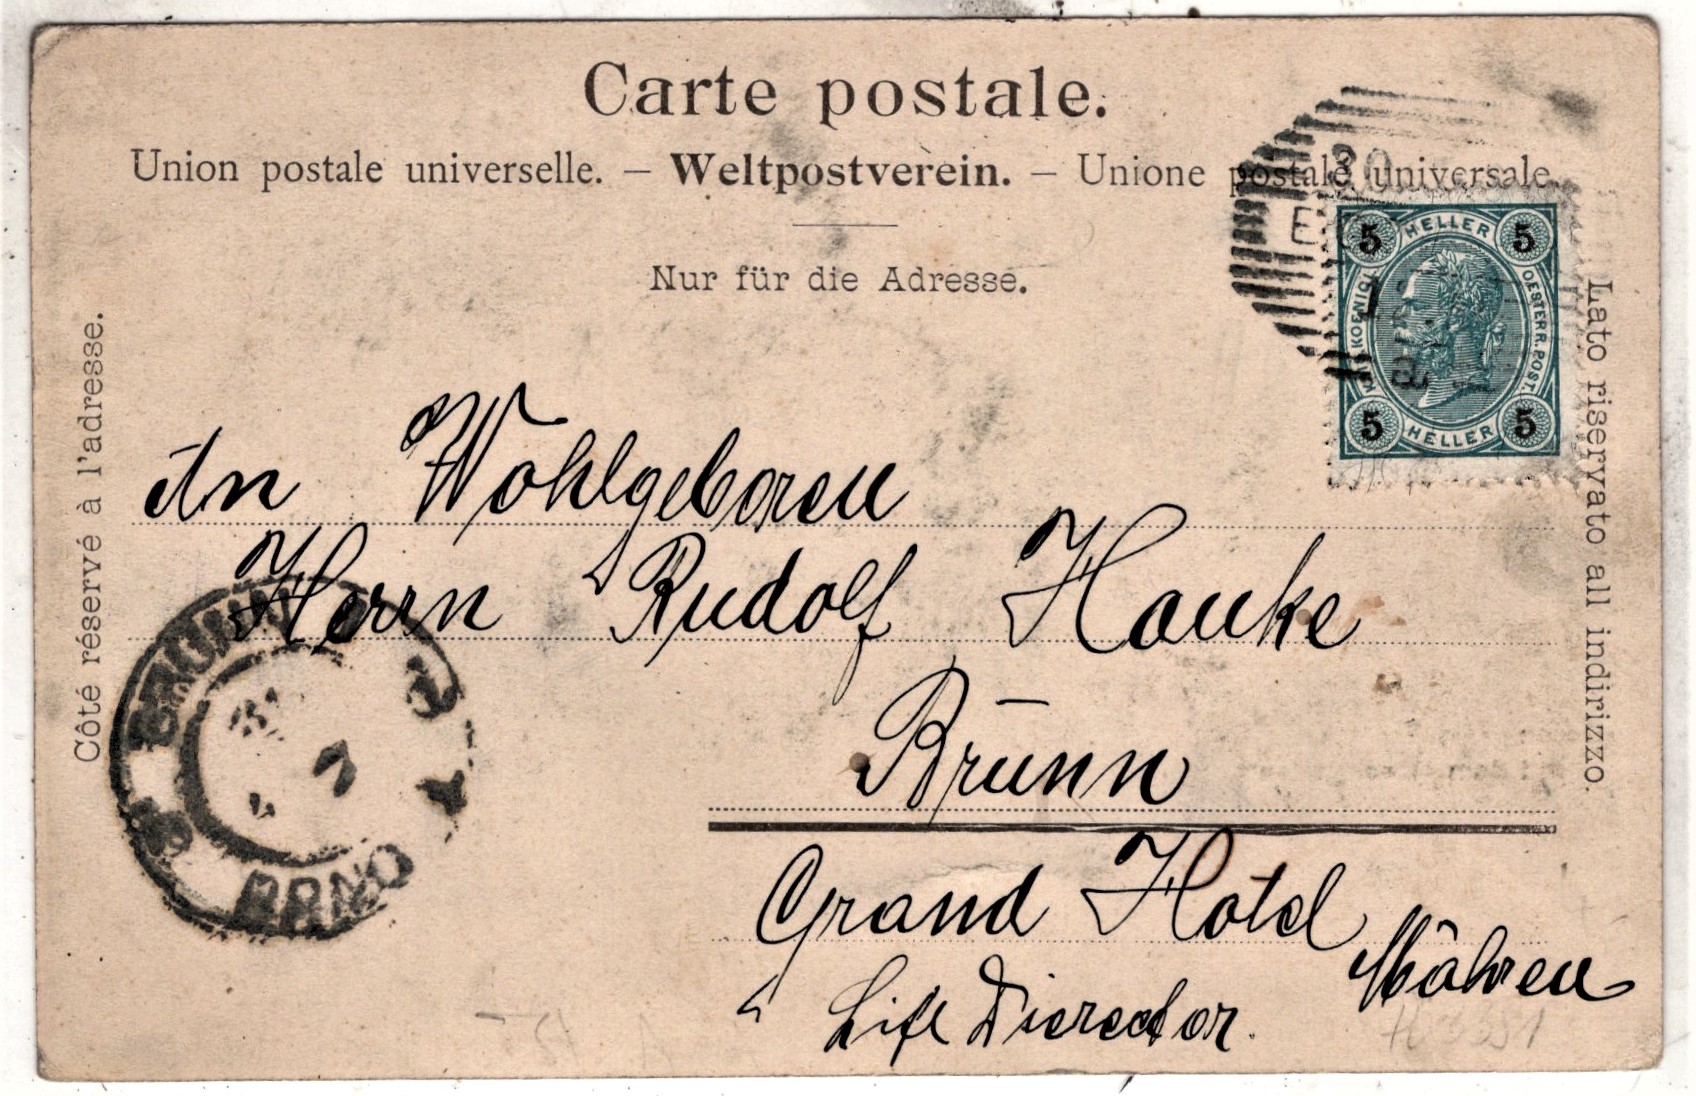 Carte postale.
Union postale universelle. — Weltpostverein. — Unione postale universale.
Nur für die Adresse.
Côté réservé à l'adresse.
Lato riservato all indirizzo.
5 HELLER 5
KAIS. KOENIGL. OESTERR. POST.
5 HELLER 5
An Wohlgeboren
Herrn Rudolf Hauke
Brünn
Grand Hotel
Mähren
Lift Director.
BRÜNN
BRNO